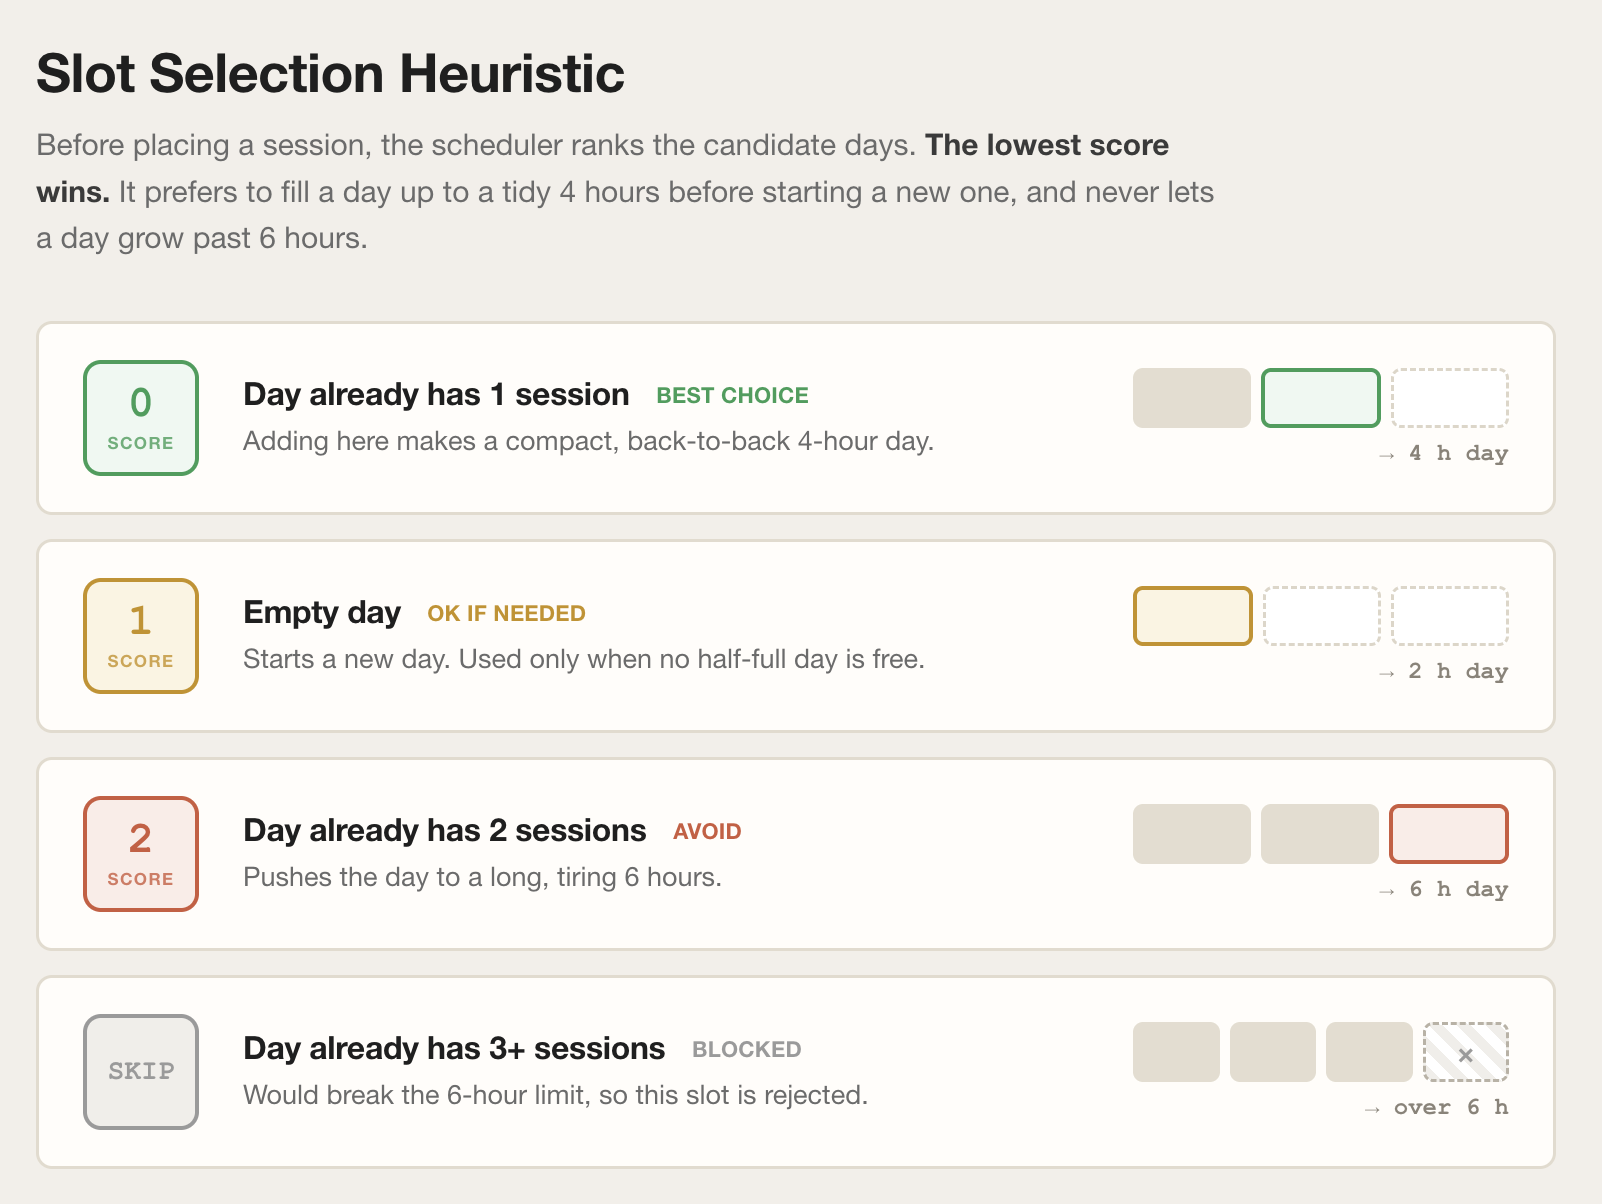 Slot Selection Heuristic
Before placing a session, the scheduler ranks the candidate days. The lowest score
wins. It prefers to fill a day up to a tidy 4 hours before starting a new one, and never lets
a day grow past 6 hours.
0
SCORE
Day already has 1 session BEST CHOICE
Adding here makes a compact, back-to-back 4-hour day.
→ 4 h day
1
SCORE
Empty day OK IF NEEDED
Starts a new day. Used only when no half-full day is free.
→ 2 h day
2
SCORE
Day already has 2 sessions AVOID
Pushes the day to a long, tiring 6 hours.
→ 6 h day
SKIP
Day already has 3+ sessions BLOCKED
Would break the 6-hour limit, so this slot is rejected.
×
→ over 6 h